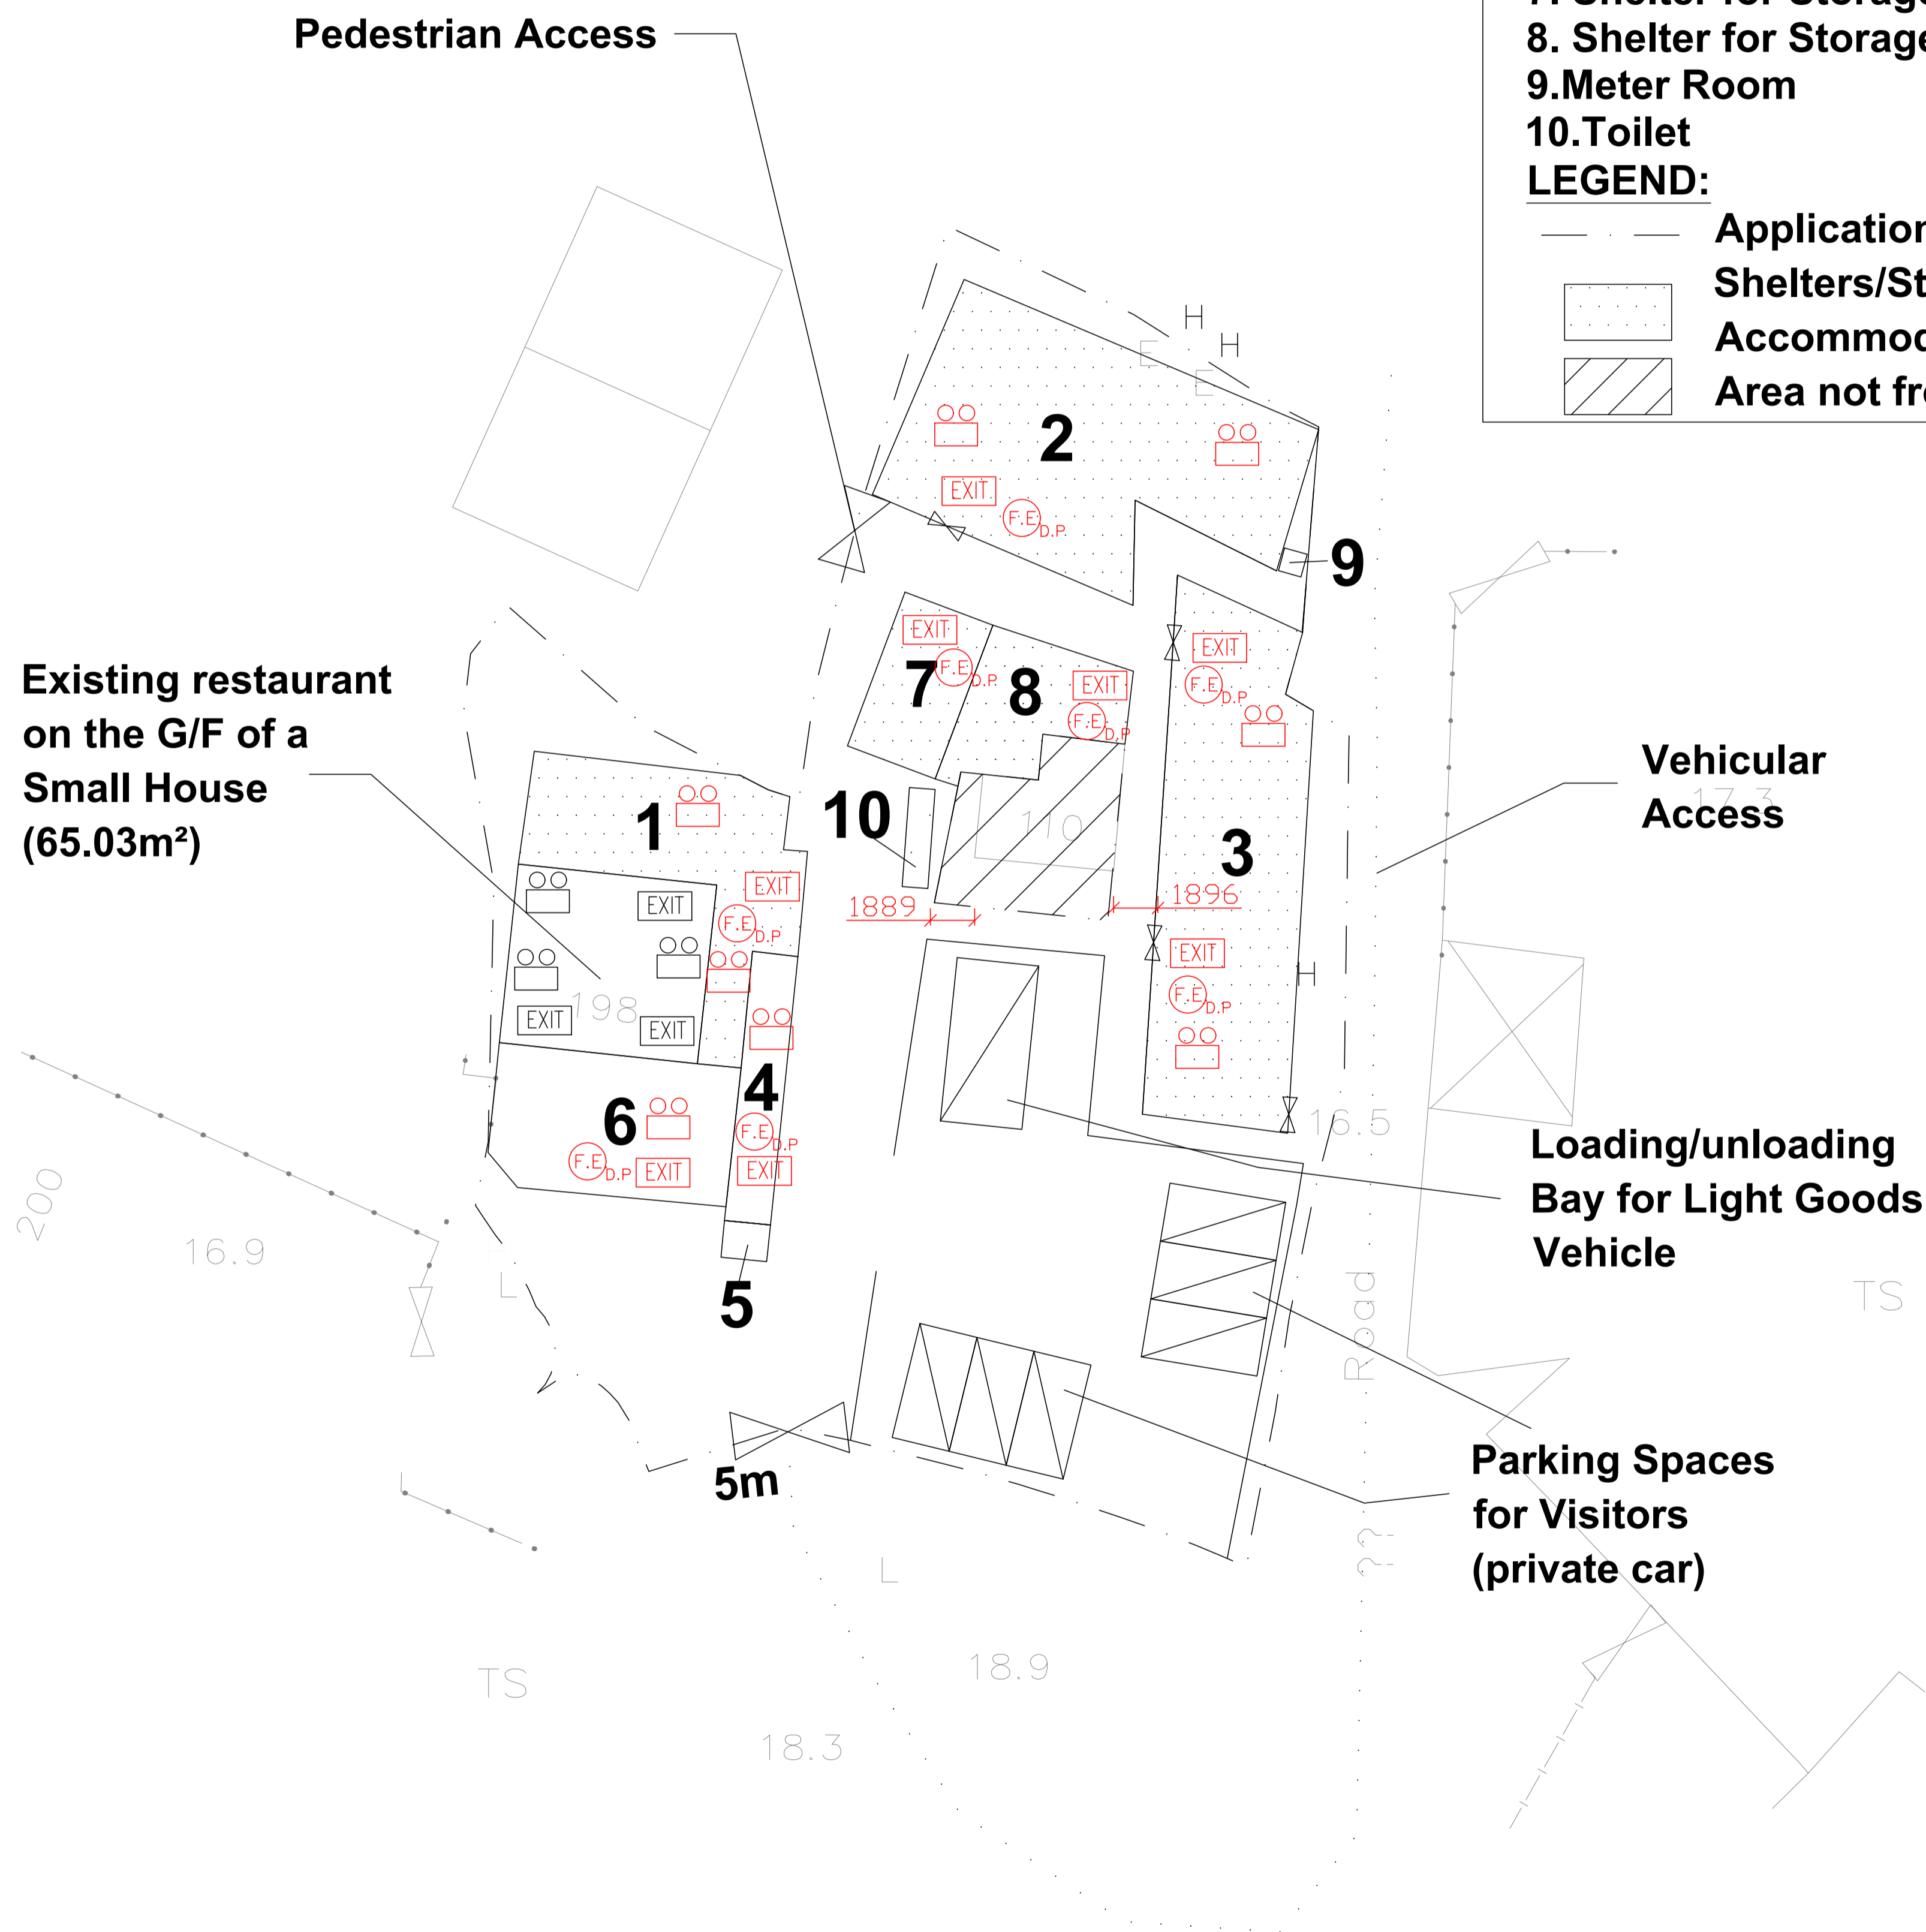 Pedestrian Access
8. Shelter for Storage
9.Meter Room
10.Toilet
LEGEND:
Application
Shelters/St
Accommod
Area not fr
H
H
E
E
2
EXIT
F.E
D.P
9
EXIT
7
F.E
D.P
8
EXIT
F.E
D.P
EXIT
F.E
D.P
Existing restaurant
on the G/F of a
Small House
(65.03m²)
Vehicular
Access
17.3
1
10
3
EXIT
F.E
D.P
EXIT
1889
1896
EXIT
F.E
D.P
H
198
EXIT
EXIT
4
F.E
D.P
EXIT
6
F.E
D.P
EXIT
16.5
Loading/unloading
Bay for Light Goods
Vehicle
200
16.9
L
5
Road
TS
5m
Parking Spaces
for Visitors
(private car)
L
TS
18.9
18.3